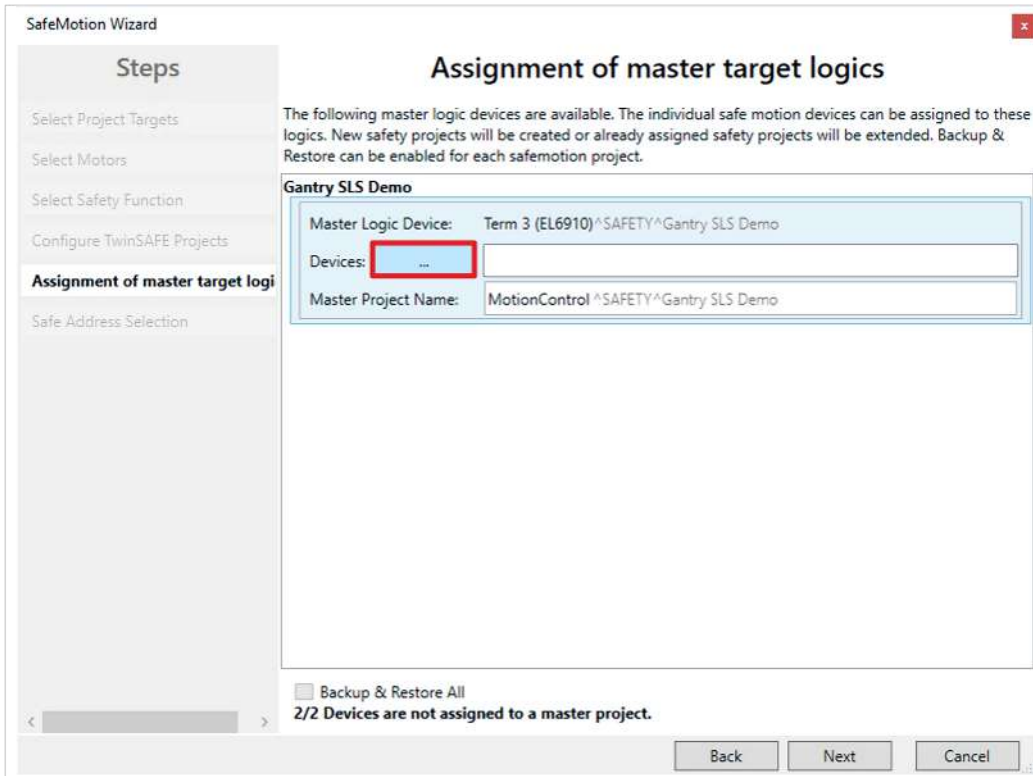 SafeMotion Wizard
x
Steps
Select Project Targets
Select Motors
Select Safety Function
Configure TwinSAFE Projects
Assignment of master target logi
Safe Address Selection
Assignment of master target logics
The following master logic devices are available. The individual safe motion devices can be assigned to these
logics. New safety projects will be created or already assigned safety projects will be extended. Backup &
Restore can be enabled for each safemotion project.
Gantry SLS Demo
Master Logic Device: Term 3 (EL6910)^SAFETY^Gantry SLS Demo
Devices: ...
Master Project Name: MotionControl ^SAFETY^Gantry SLS Demo
Backup & Restore All
2/2 Devices are not assigned to a master project.
Back Next Cancel